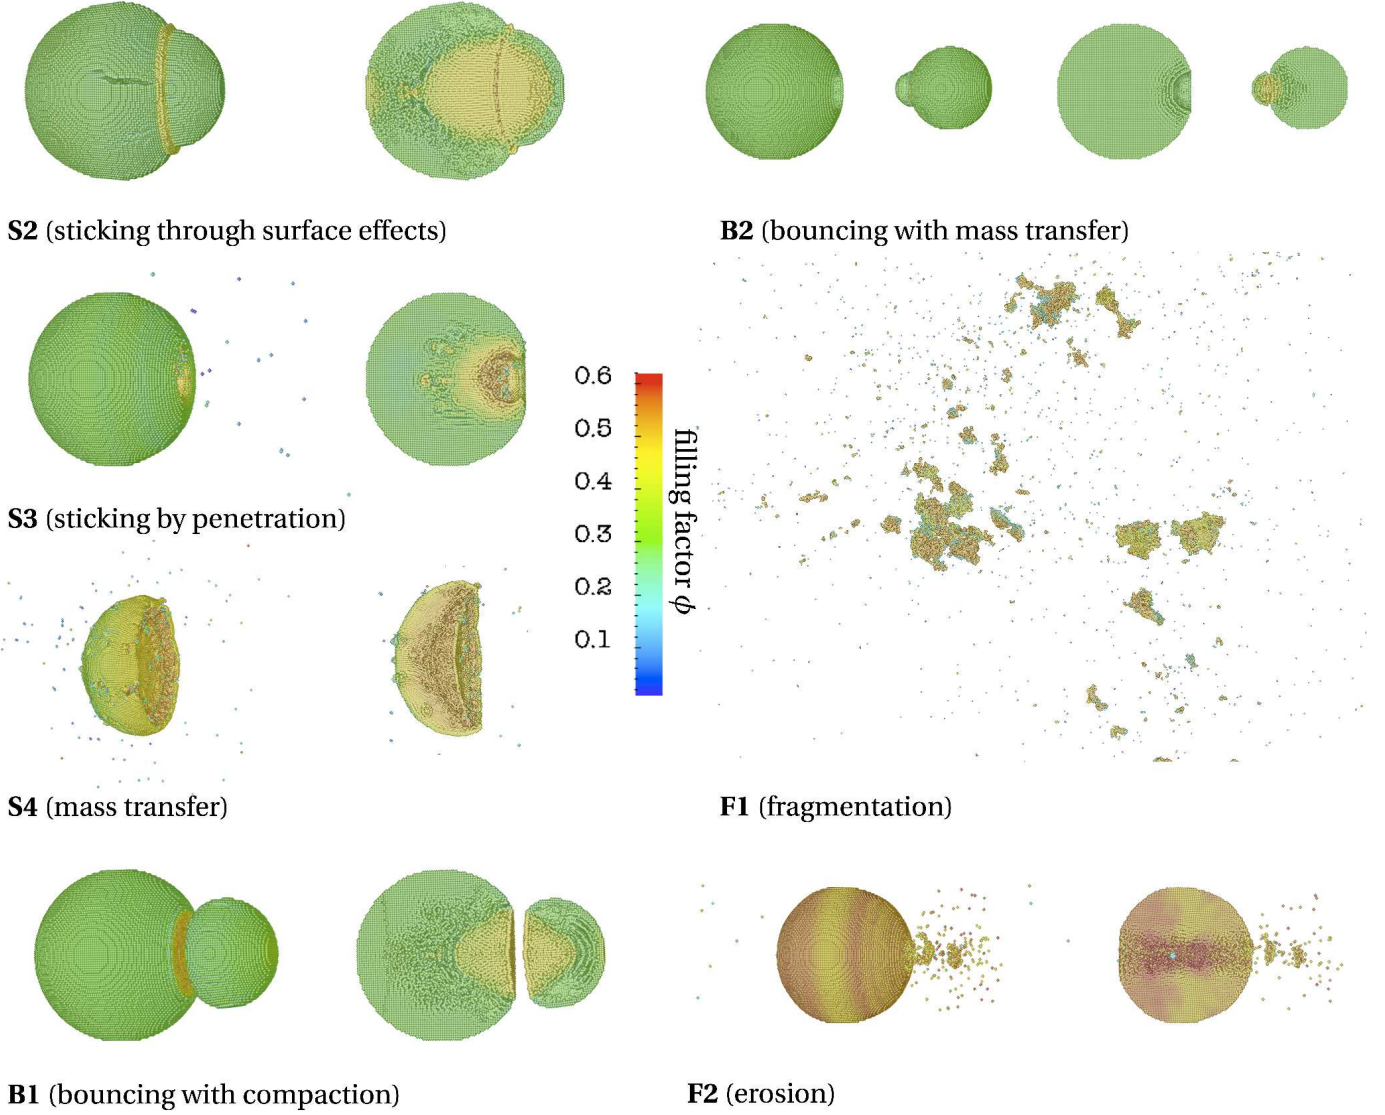 S2 (sticking through surface effects)
B2 (bouncing with mass transfer)
S3 (sticking by penetration)
0.6
0.5
0.4
0.3
0.2
0.1
filling factor ϕ
S4 (mass transfer)
F1 (fragmentation)
B1 (bouncing with compaction)
F2 (erosion)